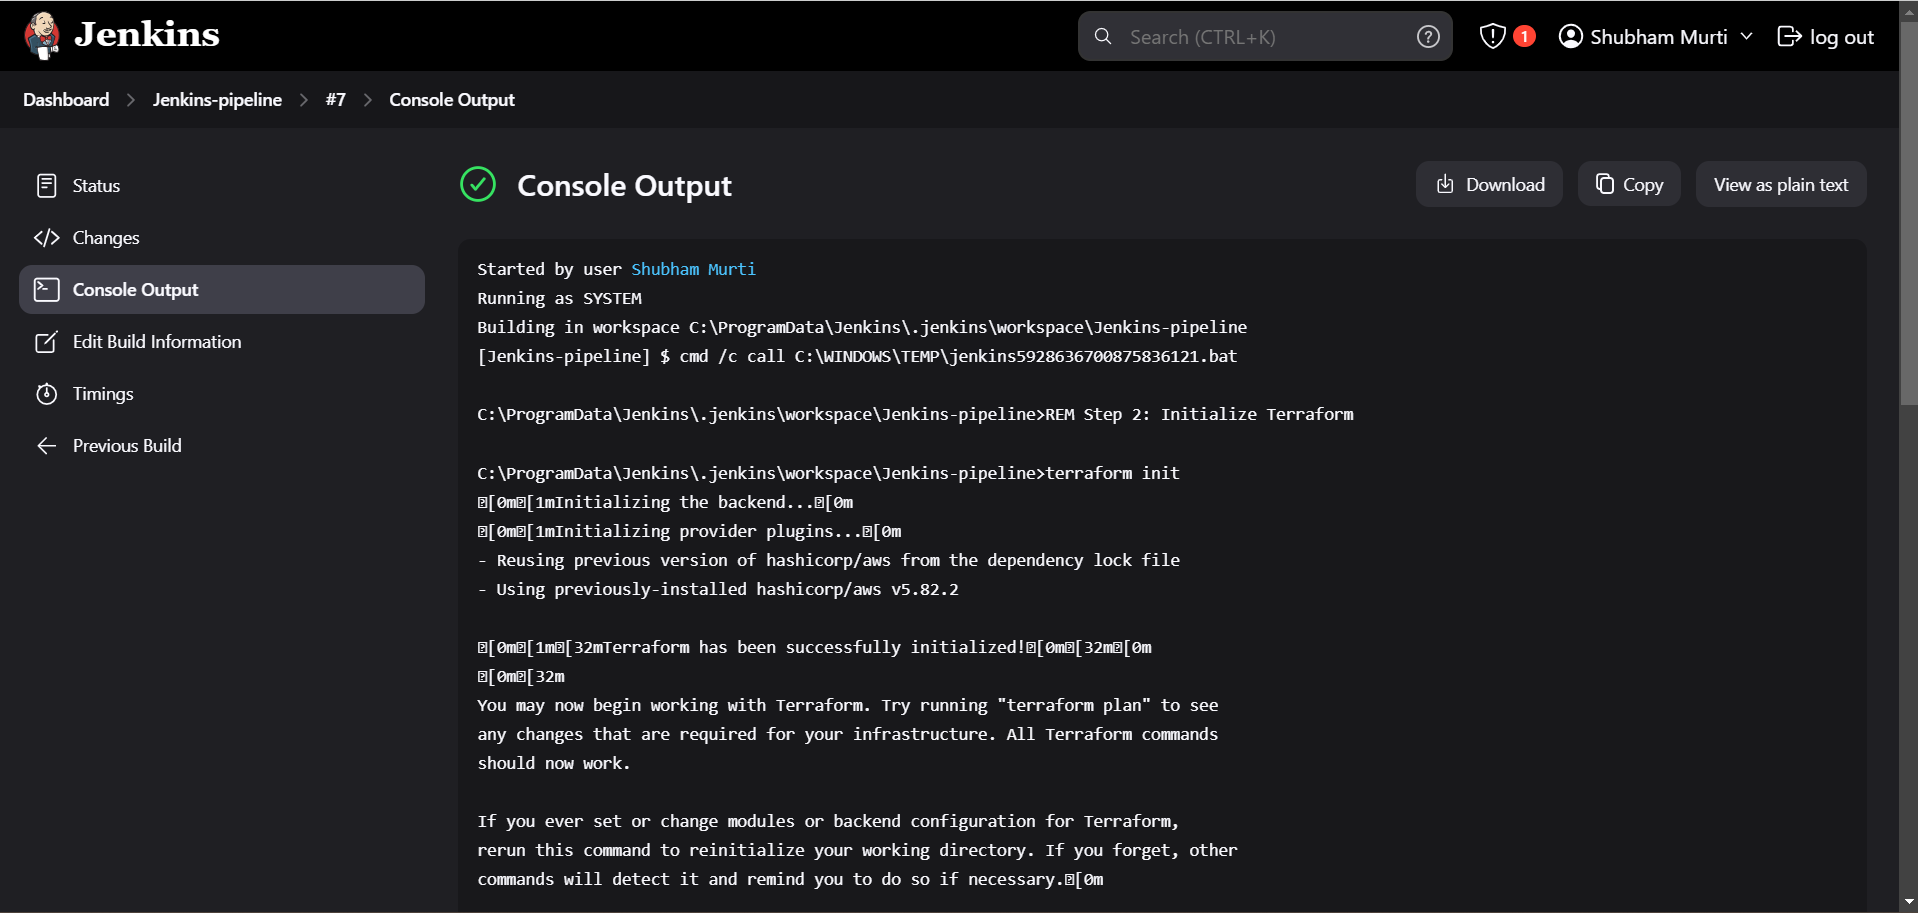 Jenkins
Search (CTRL+K)
1
Shubham Murti
log out
Dashboard > Jenkins-pipeline > #7 > Console Output
Status
Changes
Console Output
Edit Build Information
Timings
Previous Build
Console Output
Download
Copy
View as plain text
Started by user Shubham Murti
Running as SYSTEM
Building in workspace C:\ProgramData\Jenkins\.jenkins\workspace\Jenkins-pipeline
[Jenkins-pipeline] $ cmd /c call C:\WINDOWS\TEMP\jenkins5928636700875836121.bat
C:\ProgramData\Jenkins\.jenkins\workspace\Jenkins-pipeline>REM Step 2: Initialize Terraform
C:\ProgramData\Jenkins\.jenkins\workspace\Jenkins-pipeline>terraform init
⍰[0m⍰[1mInitializing the backend...⍰[0m
⍰[0m⍰[1mInitializing provider plugins...⍰[0m
- Reusing previous version of hashicorp/aws from the dependency lock file
- Using previously-installed hashicorp/aws v5.82.2
⍰[0m⍰[1m⍰[32mTerraform has been successfully initialized!⍰[0m⍰[32m⍰[0m
⍰[0m⍰[32m
You may now begin working with Terraform. Try running "terraform plan" to see
any changes that are required for your infrastructure. All Terraform commands
should now work.
If you ever set or change modules or backend configuration for Terraform,
rerun this command to reinitialize your working directory. If you forget, other
commands will detect it and remind you to do so if necessary.⍰[0m